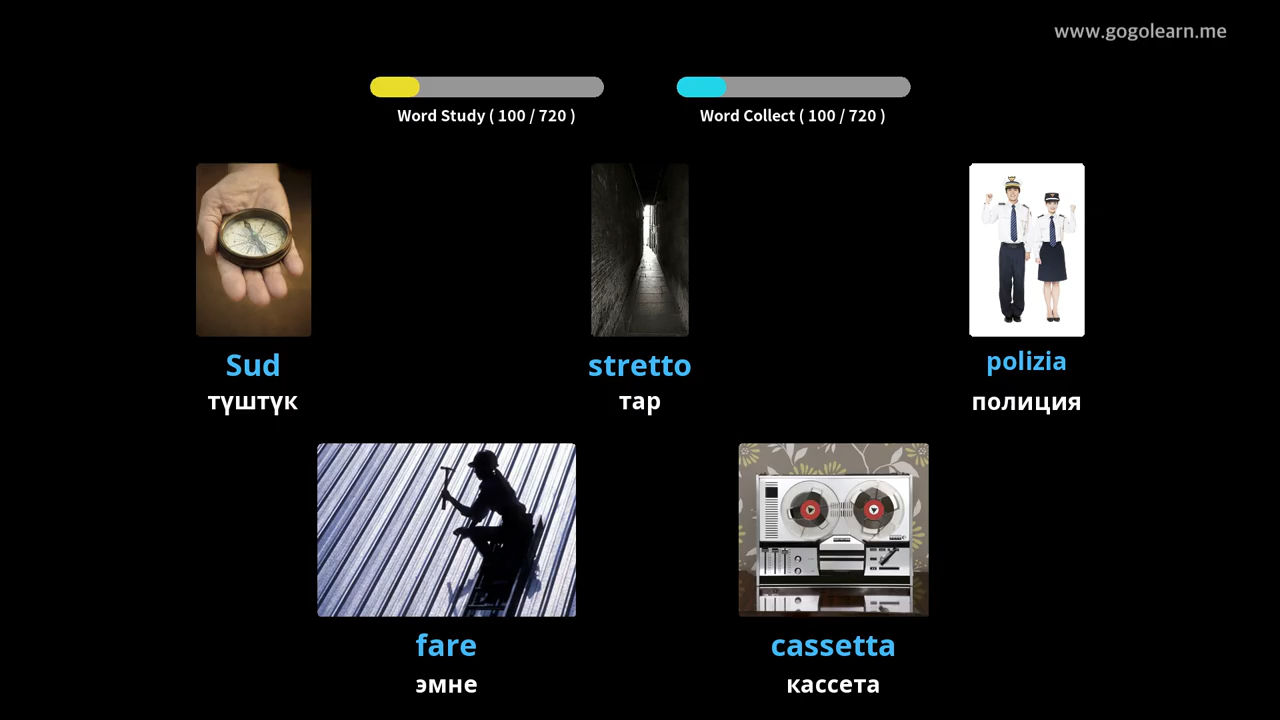 www.gogolearn.me
Word Study ( 100 / 720 )
Word Collect ( 100 / 720 )
Sud
түштүк
stretto
тар
polizia
полиция
fare
эмне
cassetta
кассета